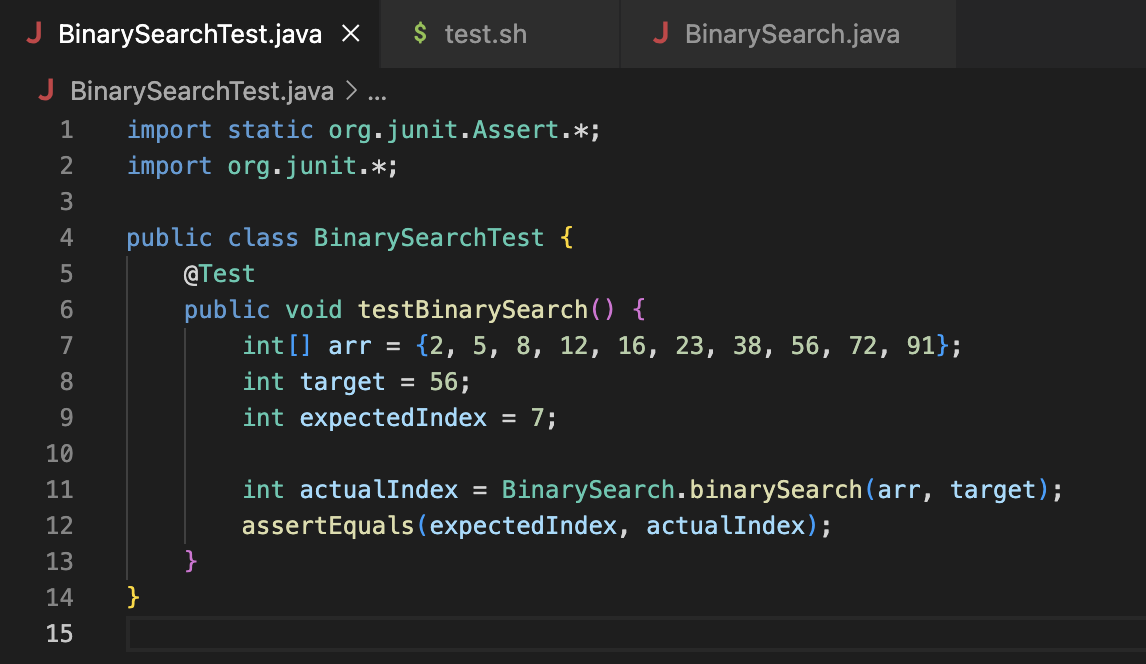 J BinarySearchTest.java × $ test.sh J BinarySearch.java
J BinarySearchTest.java > ...
1 import static org.junit.Assert.*;
2 import org.junit.*;
3
4 public class BinarySearchTest {
5     @Test
6     public void testBinarySearch() {
7         int[] arr = {2, 5, 8, 12, 16, 23, 38, 56, 72, 91};
8         int target = 56;
9         int expectedIndex = 7;
10
11         int actualIndex = BinarySearch.binarySearch(arr, target);
12         assertEquals(expectedIndex, actualIndex);
13     }
14 }
15